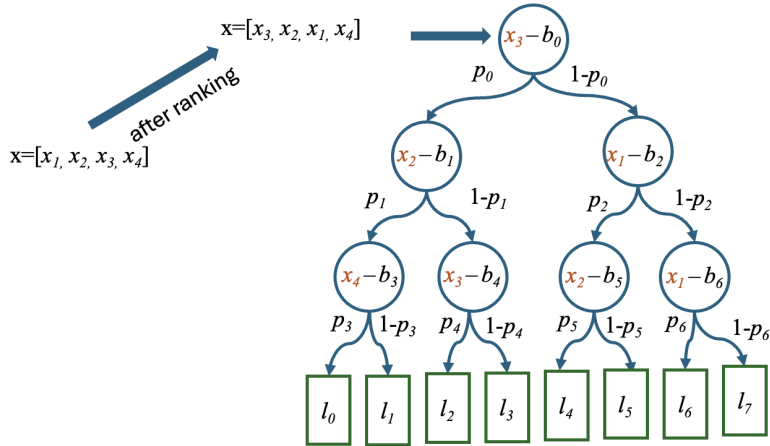 x=[x₃, x₂, x₁, x₄]
after ranking
x=[x₁, x₂, x₃, x₄]
x₃−b₀
p₀
1-p₀
x₂−b₁
x₁−b₂
p₁
1-p₁
p₂
1-p₂
x₄−b₃
x₃−b₄
x₂−b₅
x₁−b₆
p₃
1-p₃
p₄
1-p₄
p₅
1-p₅
p₆
1-p₆
l₀
l₁
l₂
l₃
l₄
l₅
l₆
l₇